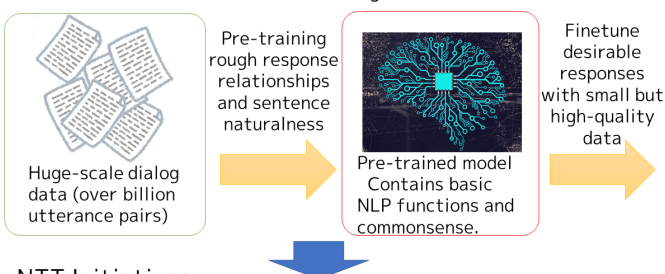 Pre-training
rough response
relationships
and sentence
naturalness
Finetune
desirable
responses
with small but
high-quality
data
Huge-scale dialog
data (over billion
utterance pairs)
Pre-trained model
Contains basic
NLP functions and
commonsense.